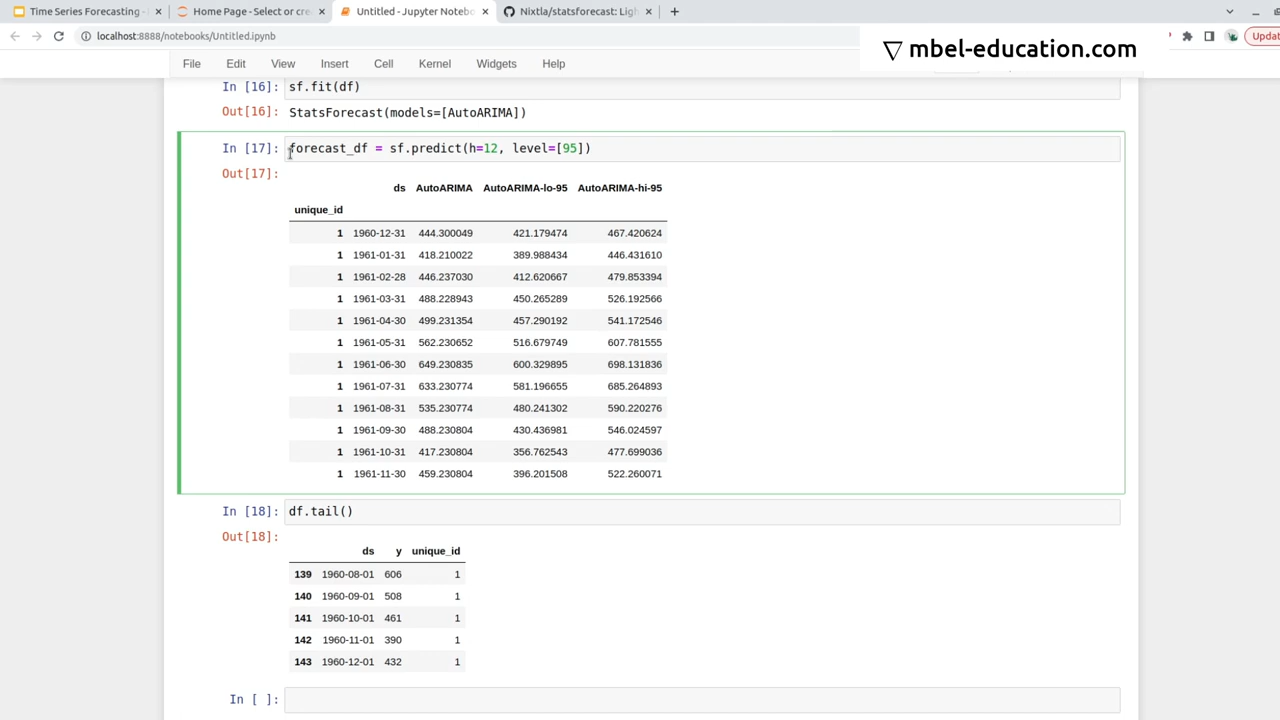 Time Series Forecasting -
Home Page - Select or cre
Untitled - Jupyter Notebo
Nixtla/statsforecast: Ligh
localhost:8888/notebooks/Untitled.ipynb
Updat
▽ mbel-education.com
File Edit View Insert Cell Kernel Widgets Help
In [16]: sf.fit(df)
Out[16]: StatsForecast(models=[AutoARIMA])
In [17]: forecast_df = sf.predict(h=12, level=[95])
Out[17]:
ds AutoARIMA AutoARIMA-lo-95 AutoARIMA-hi-95
unique_id
1 1960-12-31 444.300049 421.179474 467.420624
1 1961-01-31 418.210022 389.988434 446.431610
1 1961-02-28 446.237030 412.620667 479.853394
1 1961-03-31 488.228943 450.265289 526.192566
1 1961-04-30 499.231354 457.290192 541.172546
1 1961-05-31 562.230652 516.679749 607.781555
1 1961-06-30 649.230835 600.329895 698.131836
1 1961-07-31 633.230774 581.196655 685.264893
1 1961-08-31 535.230774 480.241302 590.220276
1 1961-09-30 488.230804 430.436981 546.024597
1 1961-10-31 417.230804 356.762543 477.699036
1 1961-11-30 459.230804 396.201508 522.260071
In [18]: df.tail()
Out[18]:
ds y unique_id
139 1960-08-01 606 1
140 1960-09-01 508 1
141 1960-10-01 461 1
142 1960-11-01 390 1
143 1960-12-01 432 1
In [ ]: